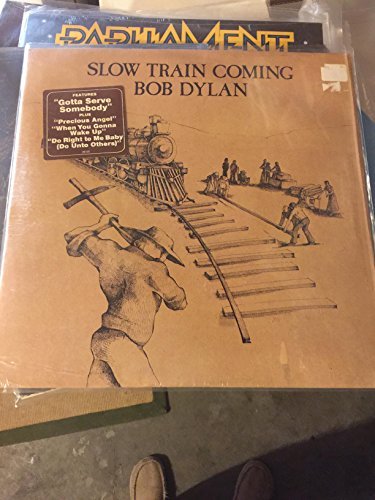 PARLIAMENT
SLOW TRAIN COMING
BOB DYLAN
FEATURES
"Gotta Serve
Somebody"
PLUS
"Precious Angel"
"When You Gonna
Wake Up"
"Do Right to Me Baby
(Do Unto Others)"